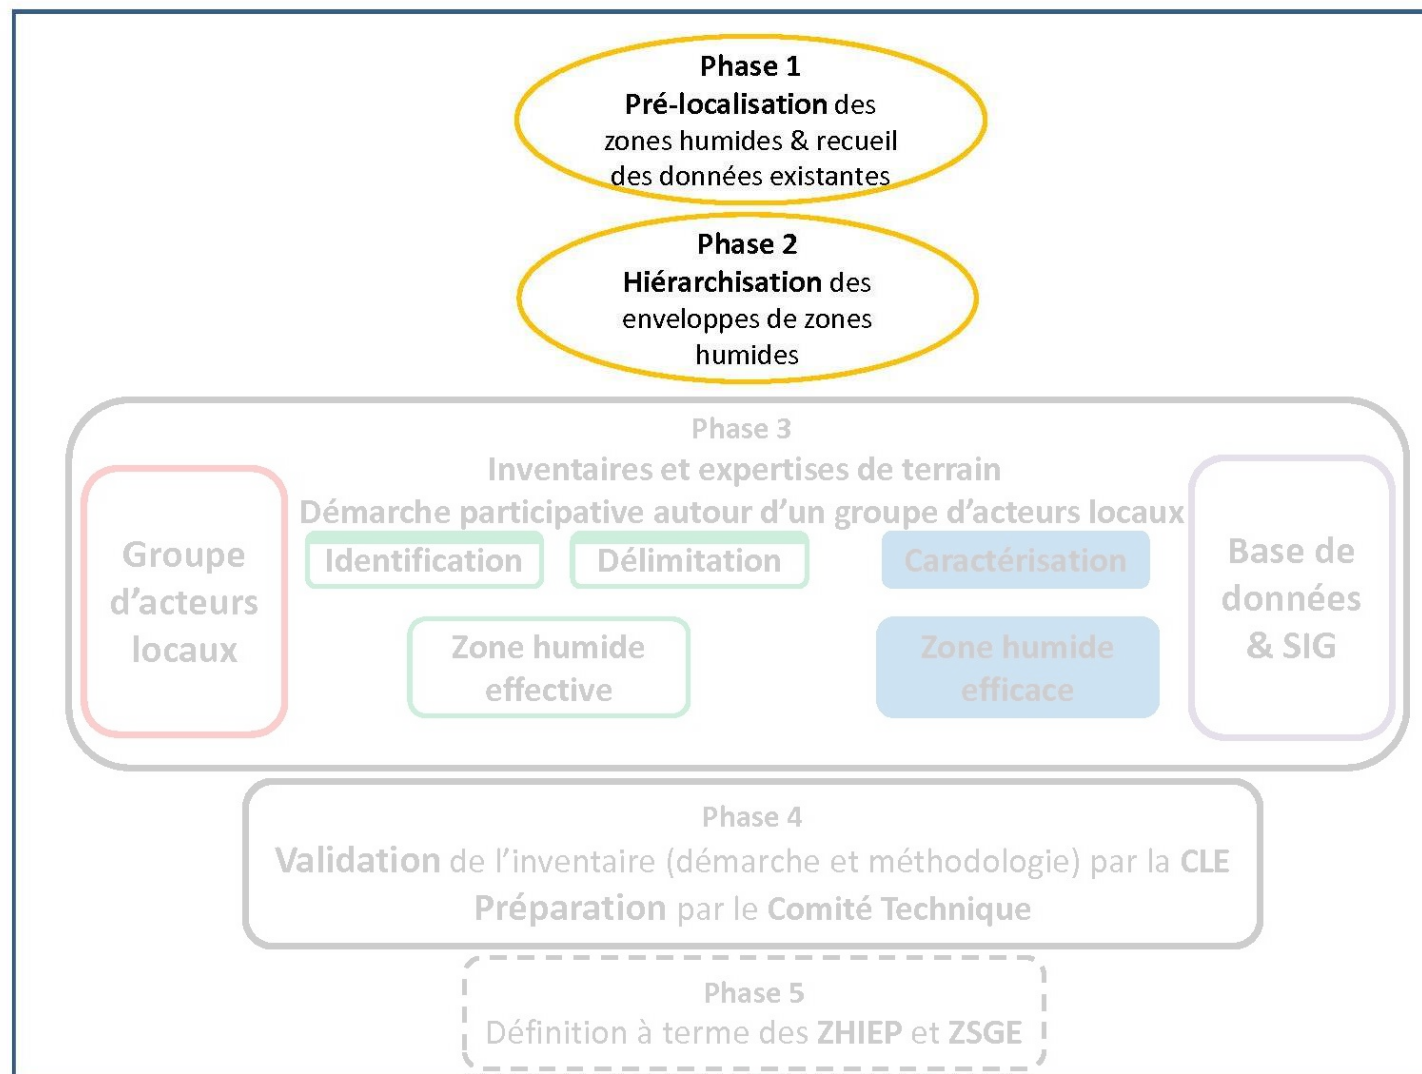 Phase 1
Pré-localisation des
zones humides & recueil
des données existantes
Phase 2
Hiérarchisation des
enveloppes de zones
humides
Phase 3
Inventaires et expertises de terrain
Démarche participative autour d’un groupe d’acteurs locaux
Groupe
d’acteurs
locaux
Identification
Délimitation
Caractérisation
Zone humide
effective
Zone humide
efficace
Base de
données
& SIG
Phase 4
Validation de l’inventaire (démarche et méthodologie) par la CLE
Préparation par le Comité Technique
Phase 5
Définition à terme des ZHIEP et ZSGE